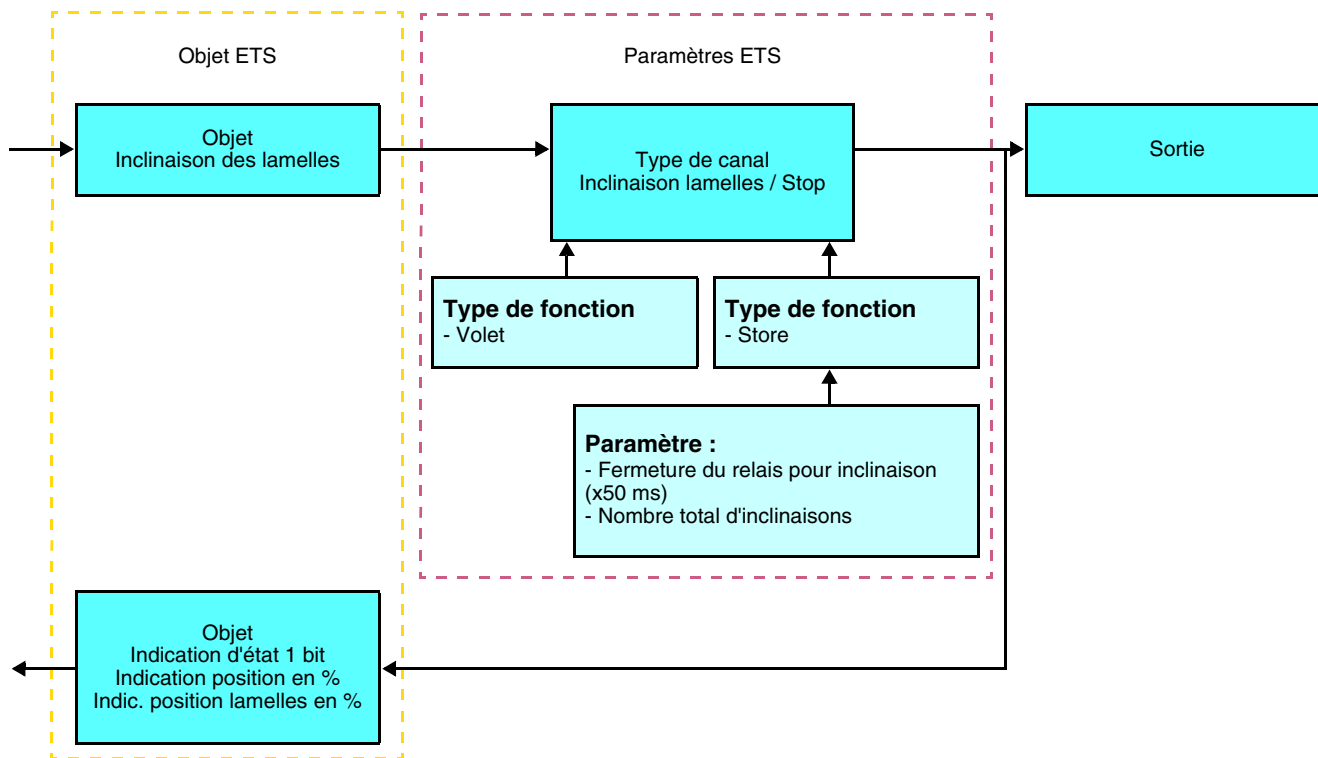 Objet ETS
Paramètres ETS
Objet
Inclinaison des lamelles
Type de canal
Inclinaison lamelles / Stop
Sortie
Type de fonction
- Volet
Type de fonction
- Store
Paramètre :
- Fermeture du relais pour inclinaison
(x50 ms)
- Nombre total d'inclinaisons
Objet
Indication d'état 1 bit
Indication position en %
Indic. position lamelles en %